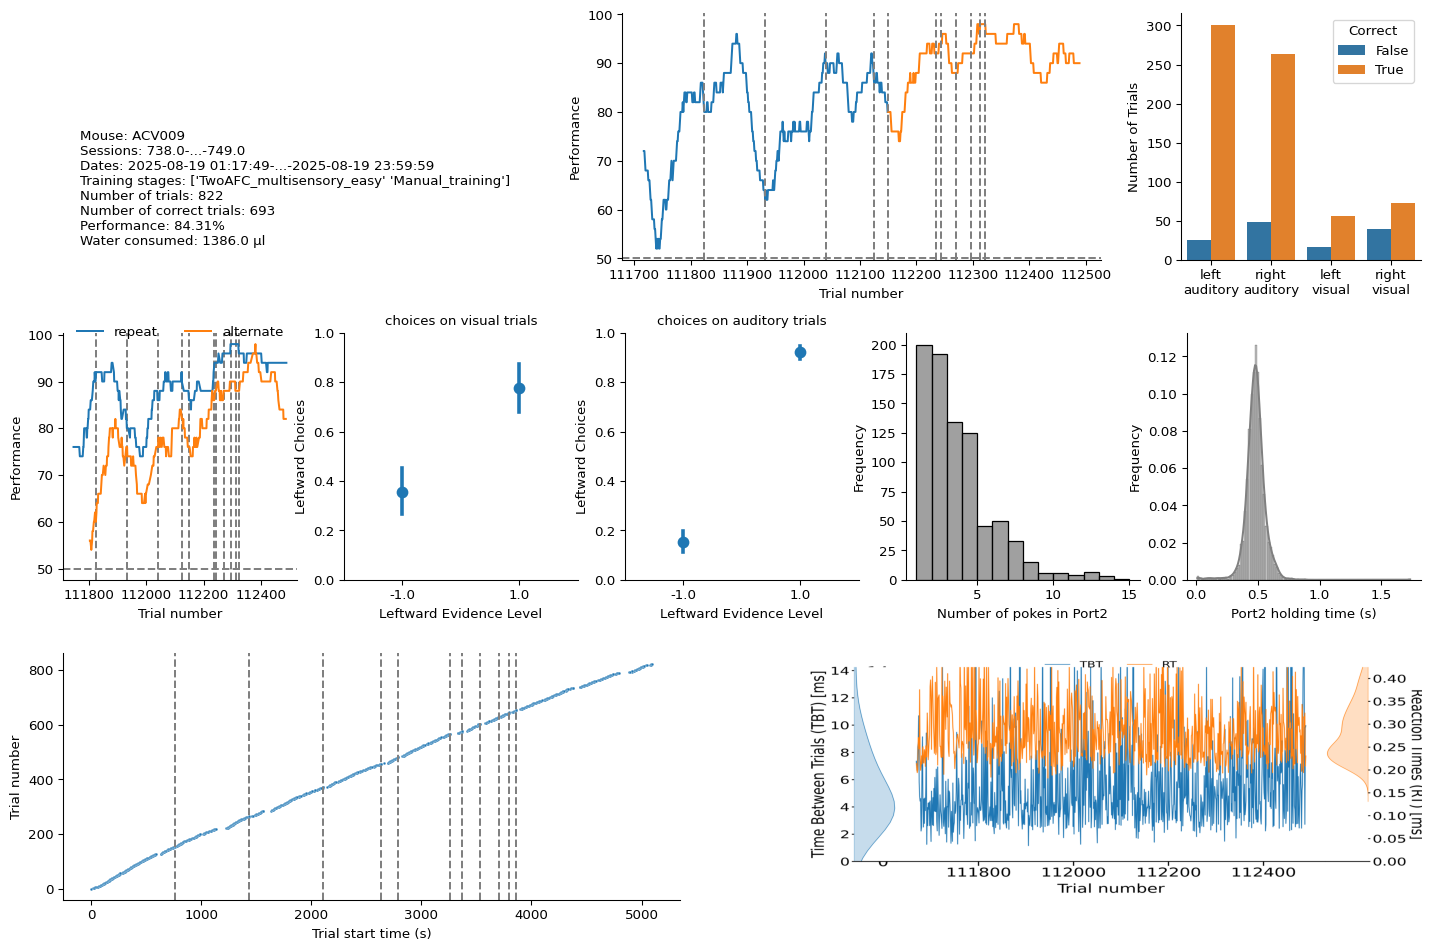 Mouse: ACV009
Sessions: 738.0-...-749.0
Dates: 2025-08-19 01:17:49-...-2025-08-19 23:59:59
Training stages: ['TwoAFC_multisensory_easy' 'Manual_training']
Number of trials: 822
Number of correct trials: 693
Performance: 84.31%
Water consumed: 1386.0 µl
Performance
100
90
80
70
60
50
111700 111800 111900 112000 112100 112200 112300 112400 112500
Trial number
Number of Trials
300
250
200
150
100
50
0
Correct
False
True
left auditory
right auditory
left visual
right visual
repeat alternate
Performance
100
90
80
70
60
50
111800 112000 112200 112400
Trial number
choices on visual trials
Leftward Choices
1.0
0.8
0.6
0.4
0.2
0.0
-1.0 1.0
Leftward Evidence Level
choices on auditory trials
Leftward Choices
1.0
0.8
0.6
0.4
0.2
0.0
-1.0 1.0
Leftward Evidence Level
Frequency
200
175
150
125
100
75
50
25
0
5 10 15
Number of pokes in Port2
Frequency
0.12
0.10
0.08
0.06
0.04
0.02
0.00
0.0 0.5 1.0 1.5
Port2 holding time (s)
Trial number
800
600
400
200
0
0 1000 2000 3000 4000 5000
Trial start time (s)
TBT RT
Time Between Trials (TBT) [ms]
14
12
10
8
6
4
2
0
111800 112000 112200 112400
Trial number
0.40
0.35
0.30
0.25
0.20
0.15
0.10
0.05
0.00
Reaction Times (RT) [ms]